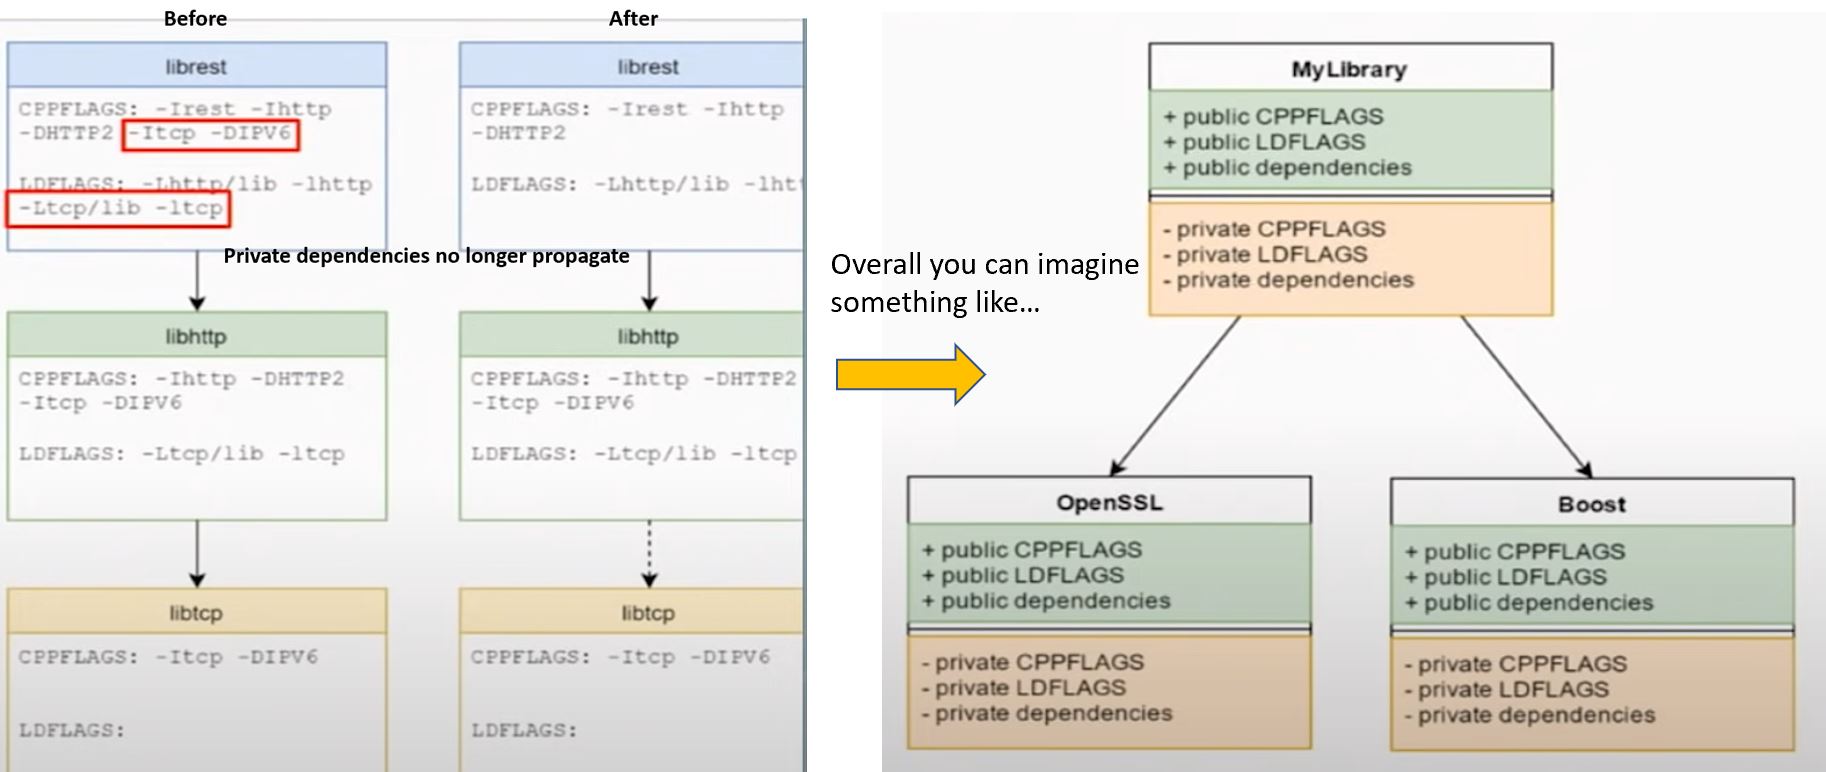 Before
librest
CPPFLAGS: -Irest -Ihttp
-DHTTP2 -Itcp -DIPV6
LDFLAGS: -Lhttp/lib -lhttp
-Ltcp/lib -ltcp
libhttp
CPPFLAGS: -Ihttp -DHTTP2
-Itcp -DIPV6
LDFLAGS: -Ltcp/lib -ltcp
libtcp
CPPFLAGS: -Itcp -DIPV6
LDFLAGS:
After
librest
CPPFLAGS: -Irest -Ihttp
-DHTTP2
LDFLAGS: -Lhttp/lib -lhtt
Private dependencies no longer propagate
libhttp
CPPFLAGS: -Ihttp -DHTTP2
-Itcp -DIPV6
LDFLAGS: -Ltcp/lib -ltcp
libtcp
CPPFLAGS: -Itcp -DIPV6
LDFLAGS:
Overall you can imagine
something like...
MyLibrary
+ public CPPFLAGS
+ public LDFLAGS
+ public dependencies
- private CPPFLAGS
- private LDFLAGS
- private dependencies
OpenSSL
+ public CPPFLAGS
+ public LDFLAGS
+ public dependencies
- private CPPFLAGS
- private LDFLAGS
- private dependencies
Boost
+ public CPPFLAGS
+ public LDFLAGS
+ public dependencies
- private CPPFLAGS
- private LDFLAGS
- private dependencies